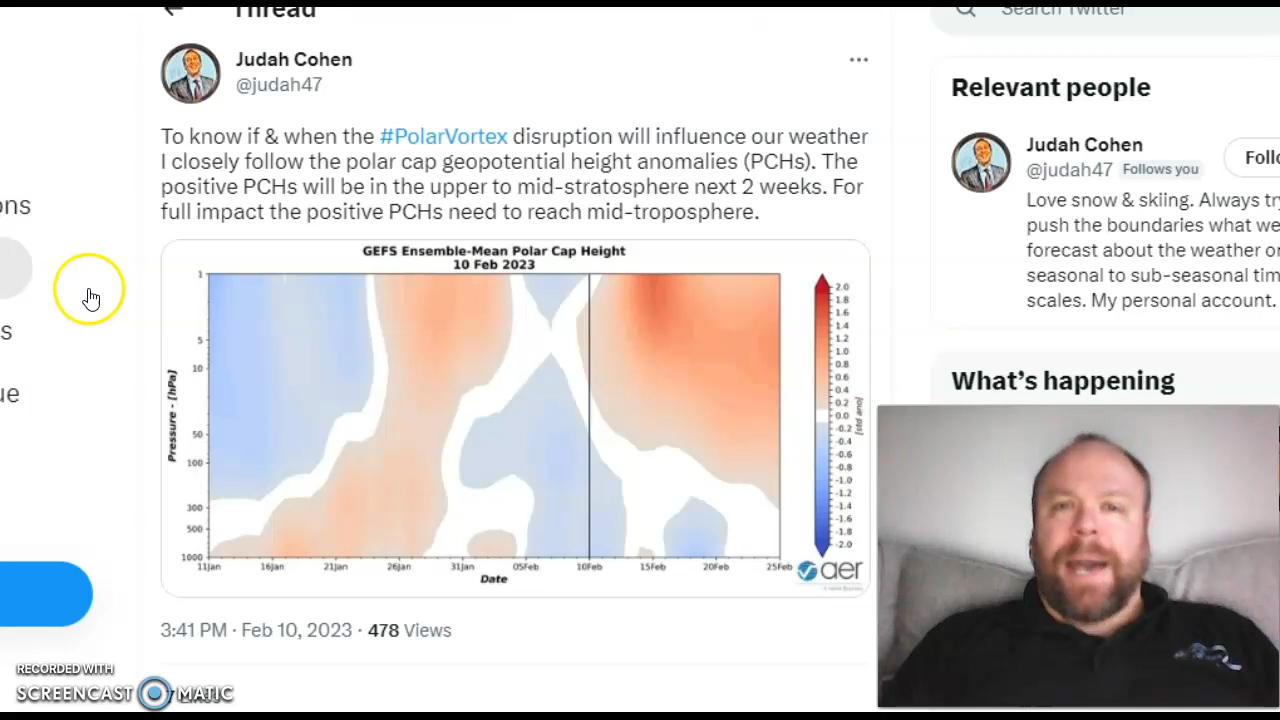 Thread
Search Twitter
Judah Cohen
@judah47
To know if & when the #PolarVortex disruption will influence our weather
I closely follow the polar cap geopotential height anomalies (PCHs). The
positive PCHs will be in the upper to mid-stratosphere next 2 weeks. For
full impact the positive PCHs need to reach mid-troposphere.
GEFS Ensemble-Mean Polar Cap Height
10 Feb 2023
Pressure - [hPa]
1
5
10
50
100
300
500
1000
11Jan 16Jan 21Jan 26Jan 31Jan 05Feb 10Feb 15Feb 20Feb 25Feb
Date
2.0
1.8
1.6
1.4
1.2
1.0
0.8
0.6
0.4
0.2
0.0
-0.2
-0.4
-0.6
-0.8
-1.0
-1.2
-1.4
-1.6
-1.8
-2.0
[std ano]
aer
3:41 PM · Feb 10, 2023 · 478 Views
Relevant people
Judah Cohen
@judah47 Follows you
Follo
Love snow & skiing. Always try
push the boundaries what we
forecast about the weather on
seasonal to sub-seasonal tim
scales. My personal account.
What's happening
ons
s
ue
RECORDED WITH
SCREENCAST MATIC